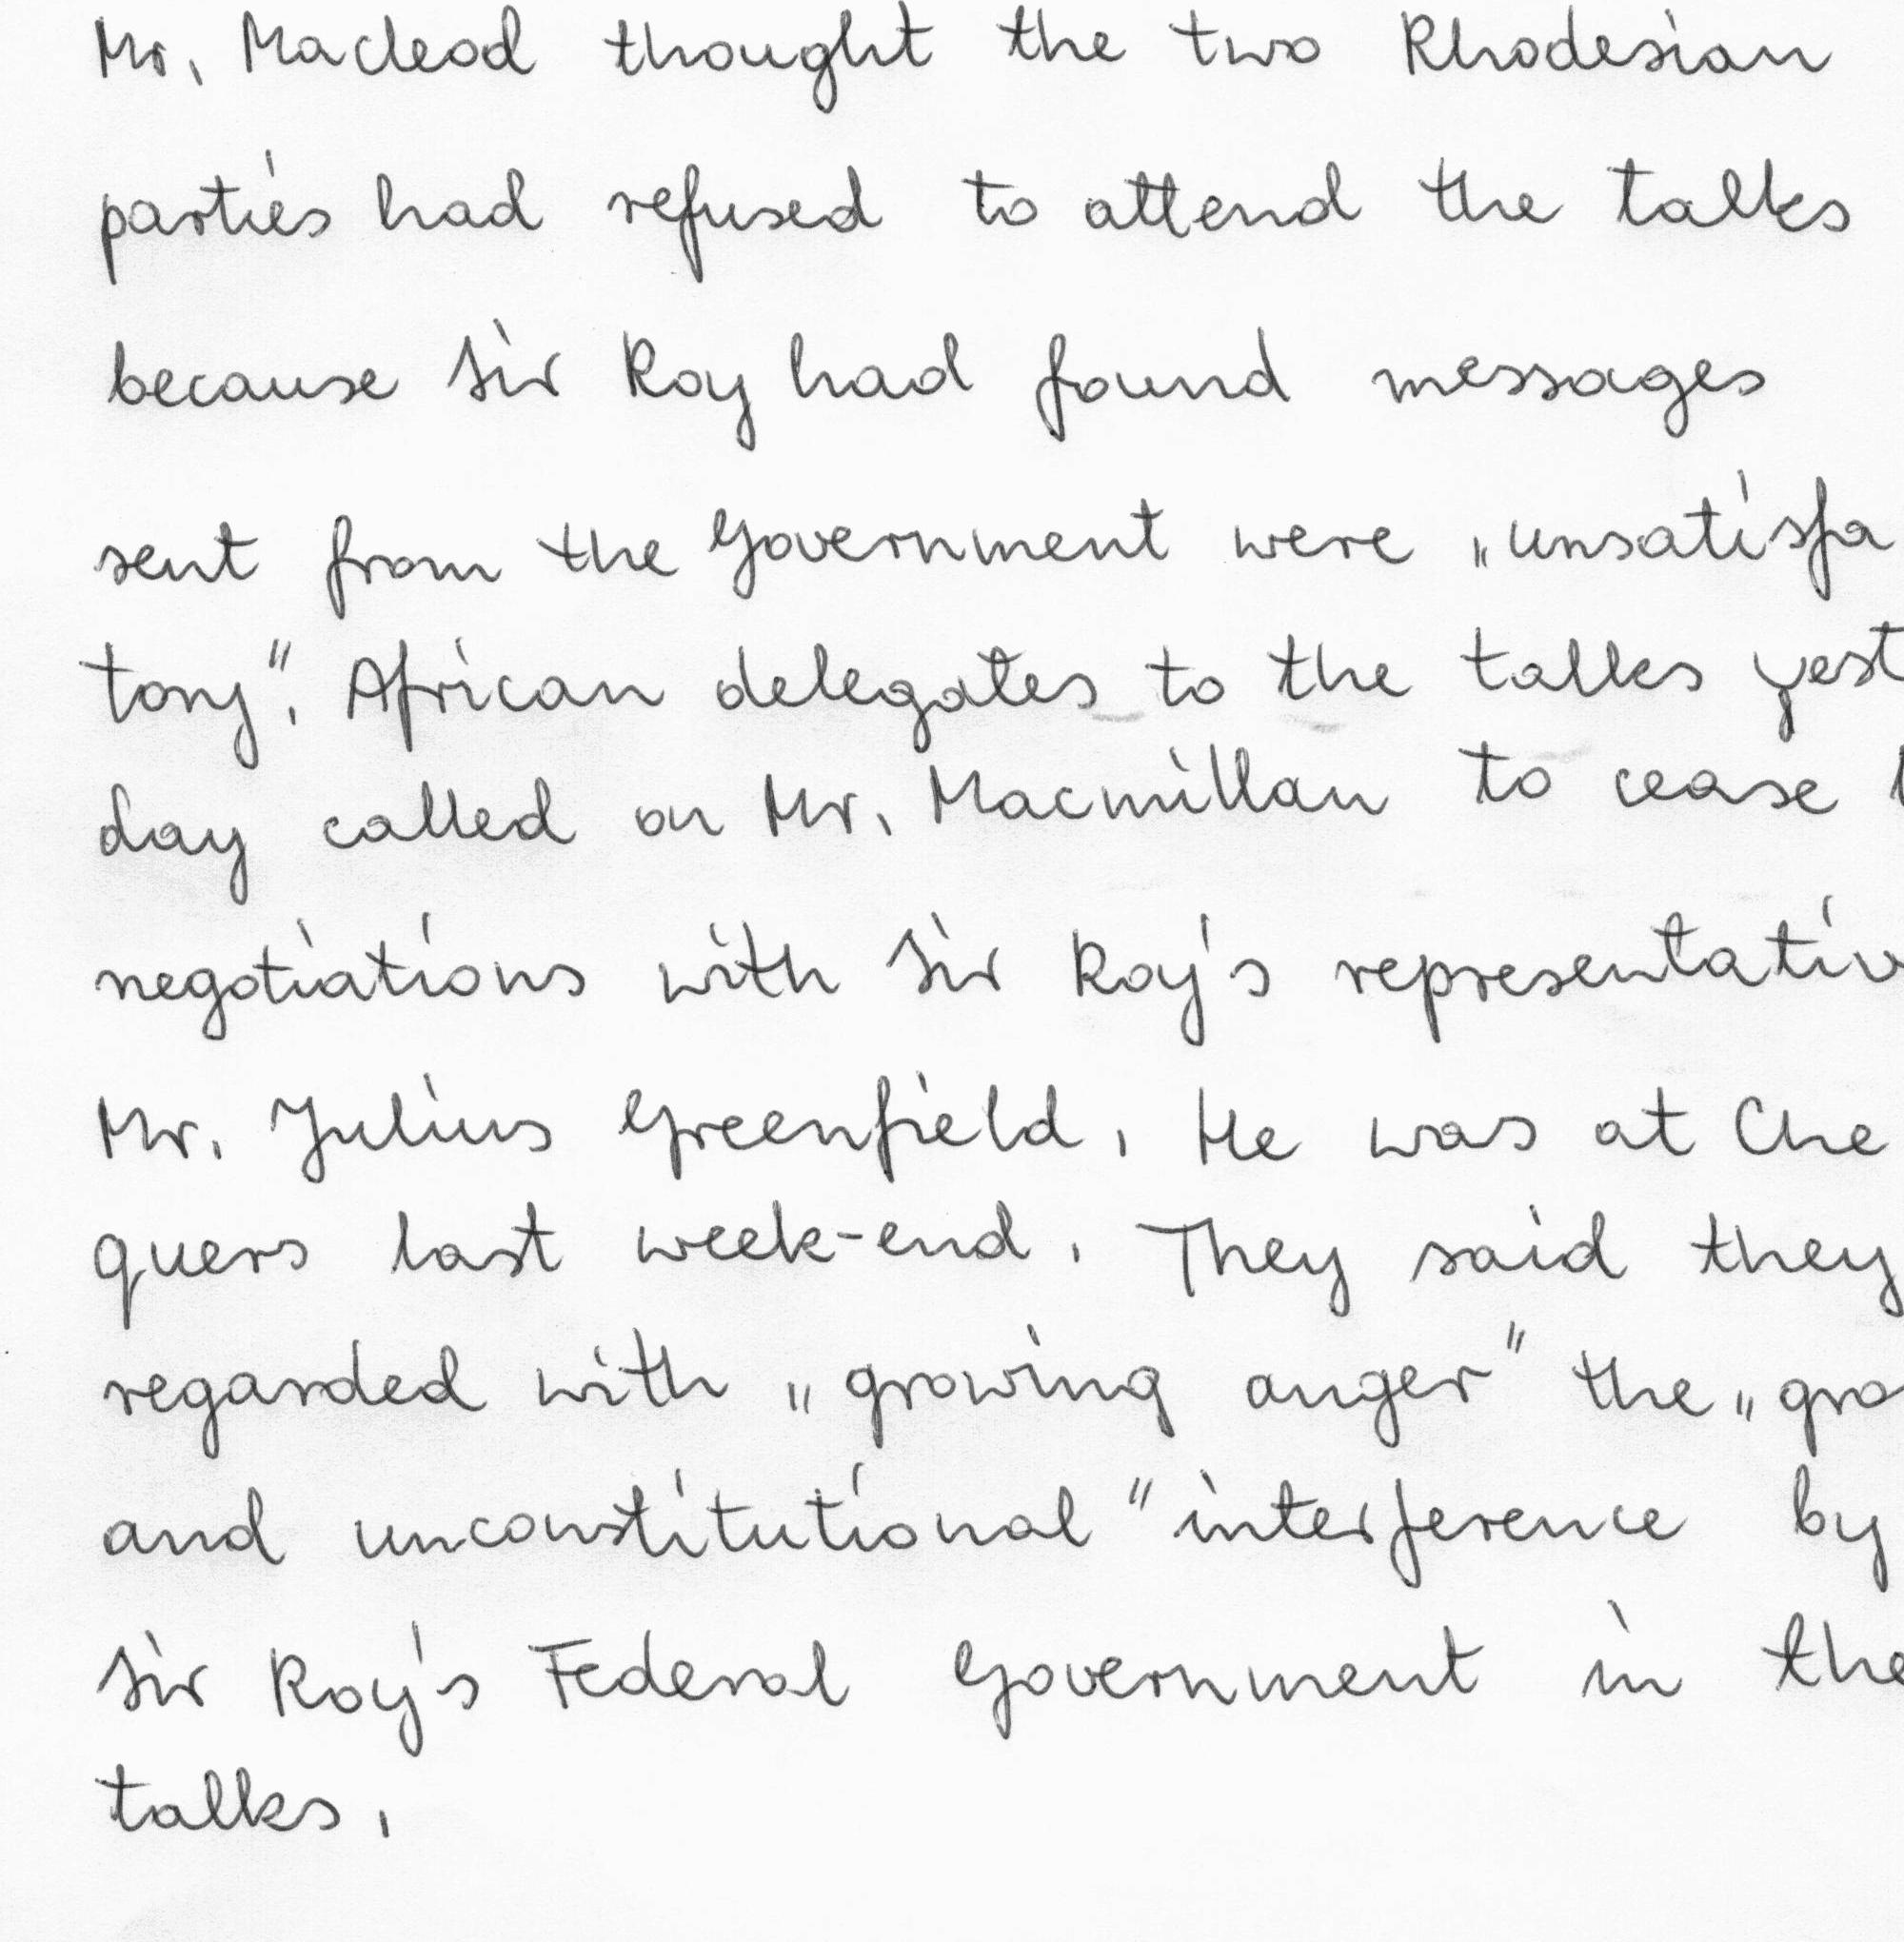 Mr. Macleod thought the two Rhodesian
parties had refused to attend the talks
because Sir Roy had found messages
sent from the Government were „unsatisfa
tory“. African delegates to the talks yest
day called on Mr. Macmillan to cease
negotiations with Sir Roy's representativ
Mr. Julius Greenfield. He was at Che
quers last week-end. They said they
regarded with „growing anger“ the „gro
and unconstitutional“ interference by
Sir Roy's Federal Government in the
talks.